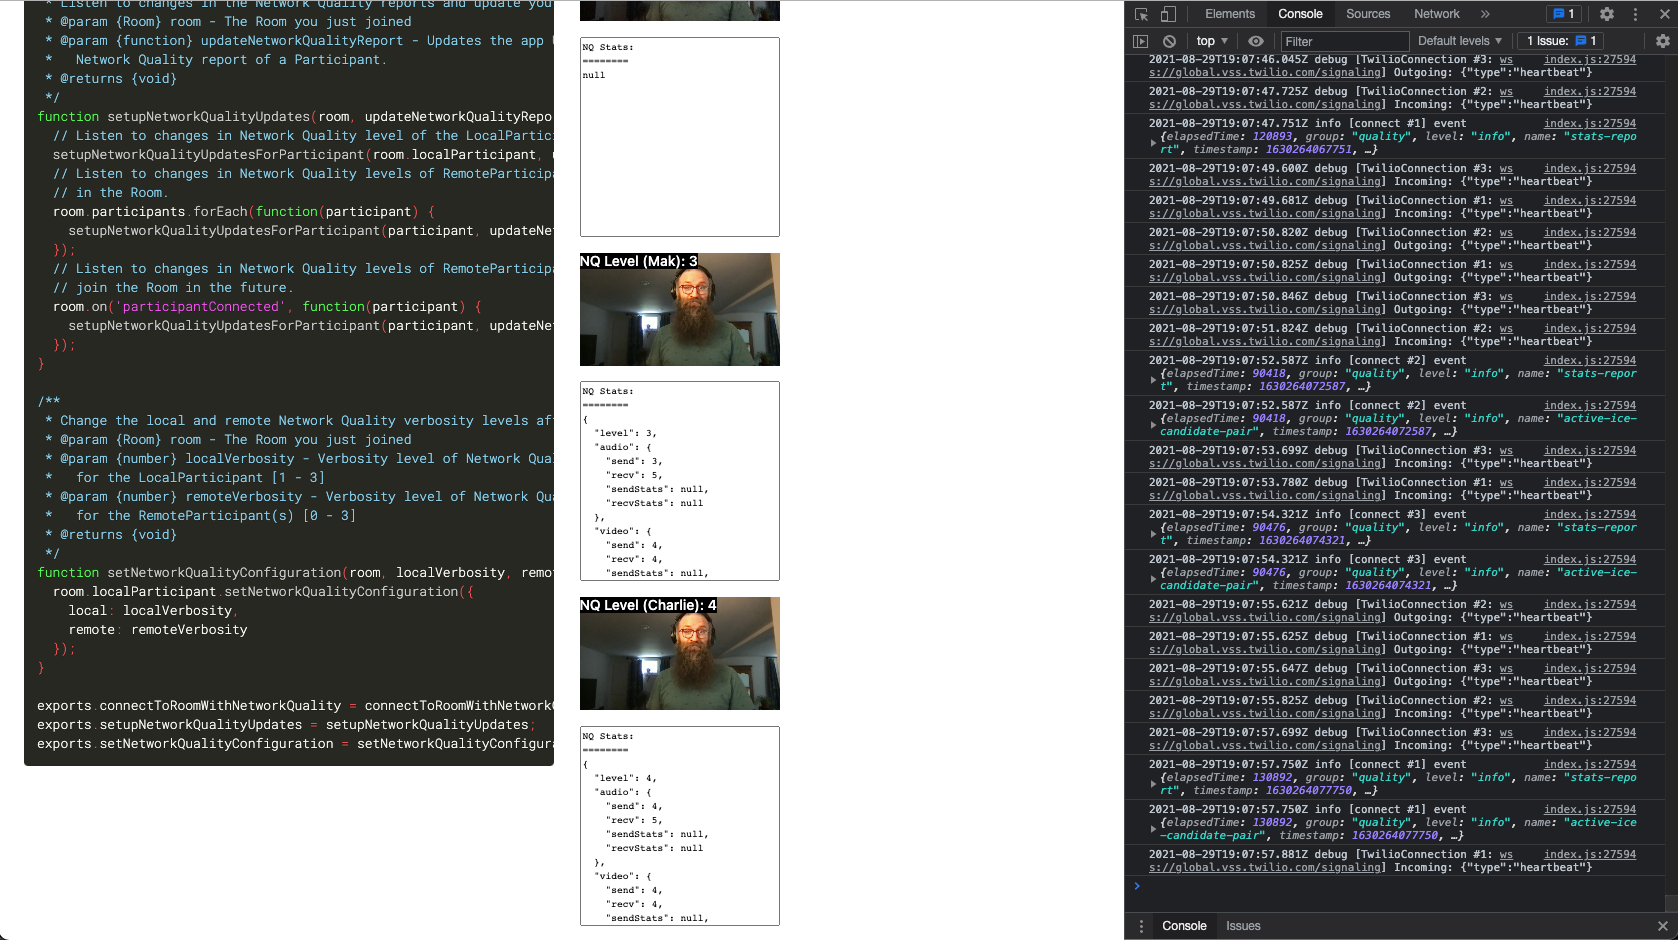 * Listen to changes in the Network Quality reports and update you
* @param {Room} room - The Room you just joined
* @param {function} updateNetworkQualityReport - Updates the app
*   Network Quality report of a Participant.
* @returns {void}
*/
function setupNetworkQualityUpdates(room, updateNetworkQualityRepo
// Listen to changes in Network Quality level of the LocalPartic
setupNetworkQualityUpdatesForParticipant(room.localParticipant, u
// Listen to changes in Network Quality levels of RemoteParticipa
// in the Room.
room.participants.forEach(function(participant) {
setupNetworkQualityUpdatesForParticipant(participant, updateNet
});
// Listen to changes in Network Quality levels of RemoteParticipa
// join the Room in the future.
room.on('participantConnected', function(participant) {
setupNetworkQualityUpdatesForParticipant(participant, updateNet
});
}
/**
* Change the local and remote Network Quality verbosity levels aft
* @param {Room} room - The Room you just joined
* @param {number} localVerbosity - Verbosity level of Network Qua
*   for the LocalParticipant [1 - 3]
* @param {number} remoteVerbosity - Verbosity level of Network Qu
*   for the RemoteParticipant(s) [0 - 3]
* @returns {void}
*/
function setNetworkQualityConfiguration(room, localVerbosity, remo
room.localParticipant.setNetworkQualityConfiguration({
local: localVerbosity,
remote: remoteVerbosity
});
}
exports.connectToRoomWithNetworkQuality = connectToRoomWithNetworkQ
exports.setupNetworkQualityUpdates = setupNetworkQualityUpdates;
exports.setNetworkQualityConfiguration = setNetworkQualityConfigura
NQ Stats:
========
null
NQ Level (Mak): 3
NQ Stats:
========
{
"level": 3,
"audio": {
"send": 3,
"recv": 5,
"sendStats": null,
"recvStats": null
},
"video": {
"send": 4,
"recv": 4,
"sendStats": null,
NQ Level (Charlie): 4
NQ Stats:
========
{
"level": 4,
"audio": {
"send": 4,
"recv": 5,
"sendStats": null,
"recvStats": null
},
"video": {
"send": 4,
"recv": 4,
"sendStats": null,
Elements Console Sources Network » 1
top Filter Default levels 1 Issue: 1
2021-08-29T19:07:46.045Z debug [TwilioConnection #3: ws index.js:27594
s://global.vss.twilio.com/signaling] Outgoing: {"type":"heartbeat"}
2021-08-29T19:07:47.725Z debug [TwilioConnection #2: ws index.js:27594
s://global.vss.twilio.com/signaling] Incoming: {"type":"heartbeat"}
2021-08-29T19:07:47.751Z info [connect #1] event index.js:27594
{elapsedTime: 120893, group: "quality", level: "info", name: "stats-repo
rt", timestamp: 1630264067751, …}
2021-08-29T19:07:49.600Z debug [TwilioConnection #3: ws index.js:27594
s://global.vss.twilio.com/signaling] Incoming: {"type":"heartbeat"}
2021-08-29T19:07:49.681Z debug [TwilioConnection #1: ws index.js:27594
s://global.vss.twilio.com/signaling] Incoming: {"type":"heartbeat"}
2021-08-29T19:07:50.820Z debug [TwilioConnection #2: ws index.js:27594
s://global.vss.twilio.com/signaling] Outgoing: {"type":"heartbeat"}
2021-08-29T19:07:50.825Z debug [TwilioConnection #1: ws index.js:27594
s://global.vss.twilio.com/signaling] Outgoing: {"type":"heartbeat"}
2021-08-29T19:07:50.846Z debug [TwilioConnection #3: ws index.js:27594
s://global.vss.twilio.com/signaling] Outgoing: {"type":"heartbeat"}
2021-08-29T19:07:51.824Z debug [TwilioConnection #2: ws index.js:27594
s://global.vss.twilio.com/signaling] Incoming: {"type":"heartbeat"}
2021-08-29T19:07:52.587Z info [connect #2] event index.js:27594
{elapsedTime: 90418, group: "quality", level: "info", name: "stats-repor
t", timestamp: 1630264072587, …}
2021-08-29T19:07:52.587Z info [connect #2] event index.js:27594
{elapsedTime: 90418, group: "quality", level: "info", name: "active-ice-
candidate-pair", timestamp: 1630264072587, …}
2021-08-29T19:07:53.699Z debug [TwilioConnection #3: ws index.js:27594
s://global.vss.twilio.com/signaling] Incoming: {"type":"heartbeat"}
2021-08-29T19:07:53.780Z debug [TwilioConnection #1: ws index.js:27594
s://global.vss.twilio.com/signaling] Incoming: {"type":"heartbeat"}
2021-08-29T19:07:54.321Z info [connect #3] event index.js:27594
{elapsedTime: 90476, group: "quality", level: "info", name: "stats-repor
t", timestamp: 1630264074321, …}
2021-08-29T19:07:54.321Z info [connect #3] event index.js:27594
{elapsedTime: 90476, group: "quality", level: "info", name: "active-ice-
candidate-pair", timestamp: 1630264074321, …}
2021-08-29T19:07:55.621Z debug [TwilioConnection #2: ws index.js:27594
s://global.vss.twilio.com/signaling] Outgoing: {"type":"heartbeat"}
2021-08-29T19:07:55.625Z debug [TwilioConnection #1: ws index.js:27594
s://global.vss.twilio.com/signaling] Outgoing: {"type":"heartbeat"}
2021-08-29T19:07:55.647Z debug [TwilioConnection #3: ws index.js:27594
s://global.vss.twilio.com/signaling] Outgoing: {"type":"heartbeat"}
2021-08-29T19:07:55.825Z debug [TwilioConnection #2: ws index.js:27594
s://global.vss.twilio.com/signaling] Incoming: {"type":"heartbeat"}
2021-08-29T19:07:57.699Z debug [TwilioConnection #3: ws index.js:27594
s://global.vss.twilio.com/signaling] Incoming: {"type":"heartbeat"}
2021-08-29T19:07:57.750Z info [connect #1] event index.js:27594
{elapsedTime: 130892, group: "quality", level: "info", name: "stats-repo
rt", timestamp: 1630264077750, …}
2021-08-29T19:07:57.750Z info [connect #1] event index.js:27594
{elapsedTime: 130892, group: "quality", level: "info", name: "active-ice
-candidate-pair", timestamp: 1630264077750, …}
2021-08-29T19:07:57.881Z debug [TwilioConnection #1: ws index.js:27594
s://global.vss.twilio.com/signaling] Incoming: {"type":"heartbeat"}
Console Issues